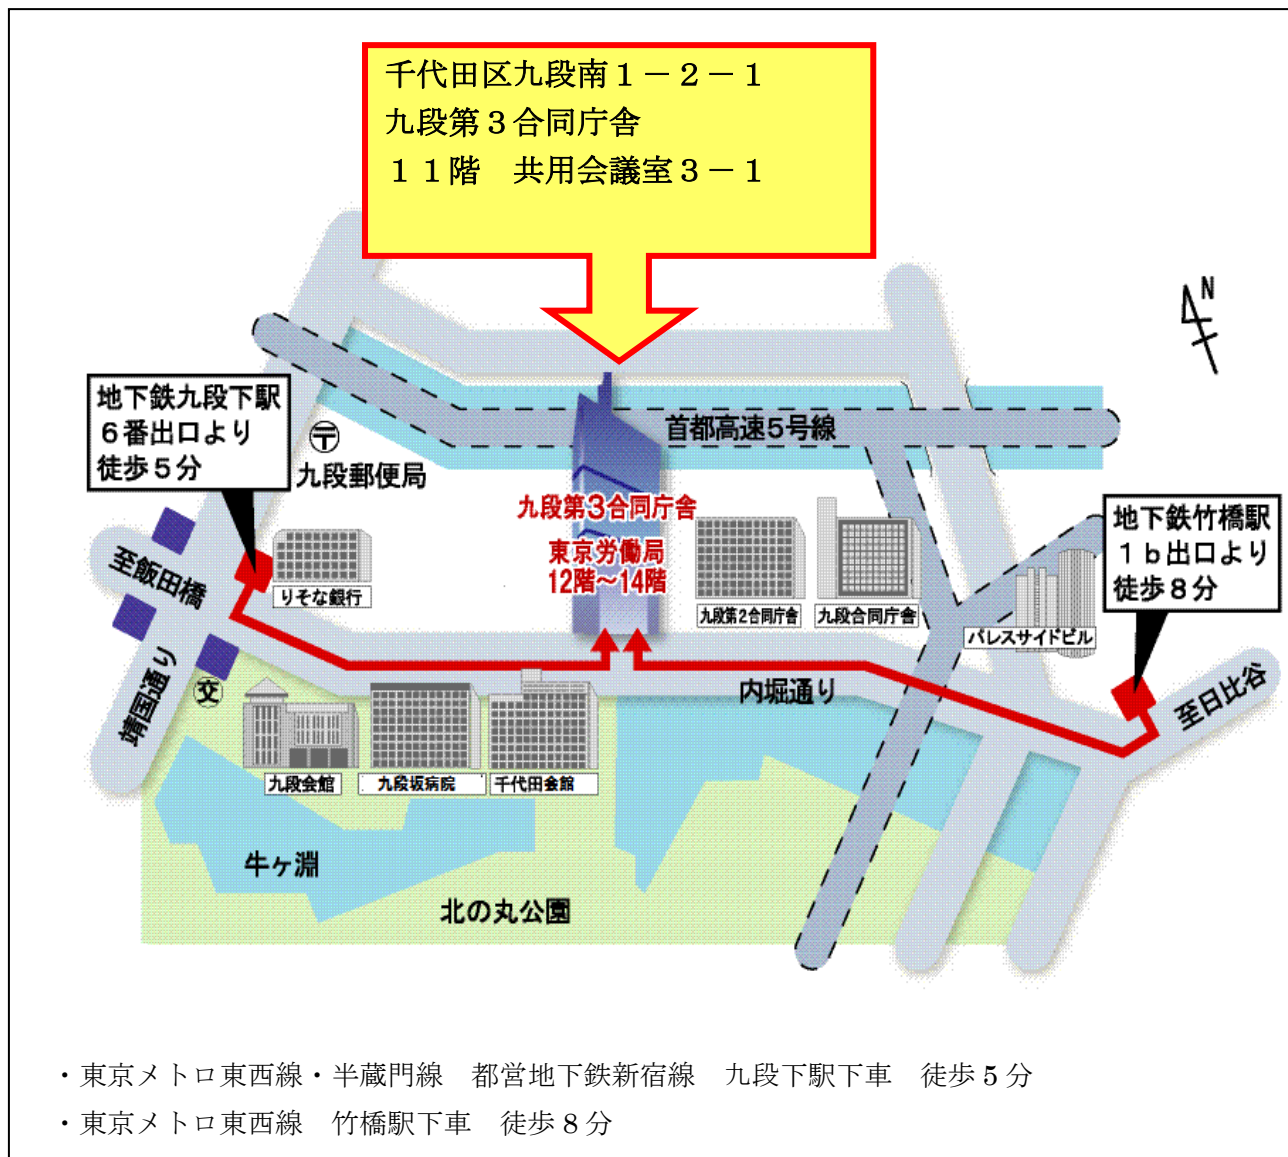 千代田区九段南１－２－１
九段第３合同庁舎
１１階　共用会議室３－１
N
地下鉄九段下駅
６番出口より
徒歩５分
〒
九段郵便局
首都高速5号線
九段第3合同庁舎
東京労働局
12階～14階
地下鉄竹橋駅
１ｂ出口より
徒歩８分
至飯田橋
りそな銀行
九段第2合同庁舎
九段合同庁舎
パレスサイドビル
靖国通り
交
内堀通り
至日比谷
九段会館
九段坂病院
千代田会館
牛ヶ淵
北の丸公園
・東京メトロ東西線・半蔵門線　都営地下鉄新宿線　九段下駅下車　徒歩 5 分
・東京メトロ東西線　竹橋駅下車　徒歩 8 分